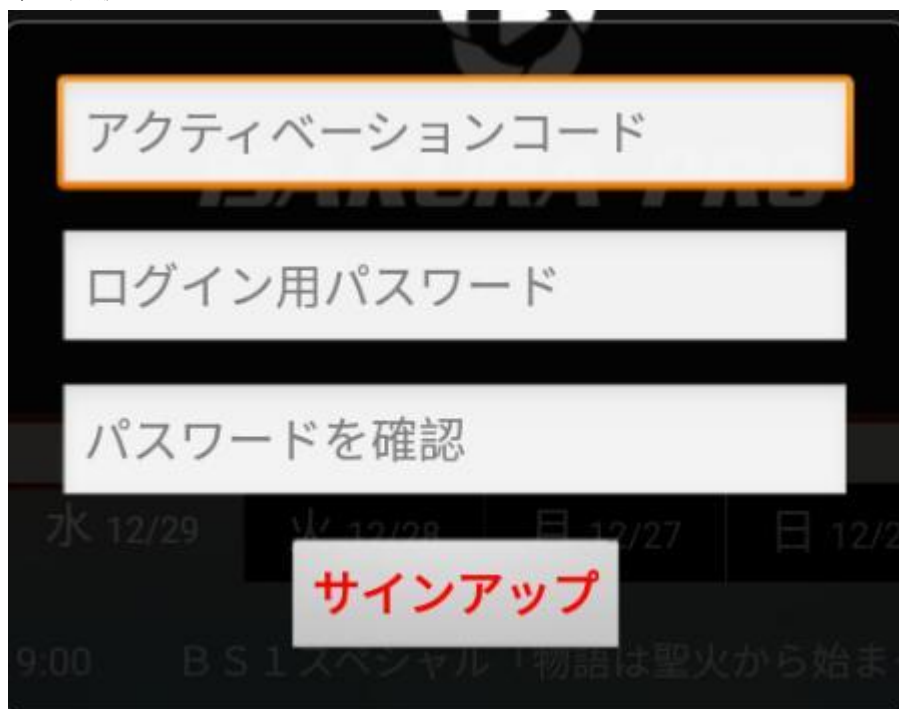 アクティベーションコード
ログイン用パスワード
パスワードを確認
水 12/29 火 12/28 月 12/27 日 12/2
サインアップ
9:00 BS1スペシャル「物語は聖火から始ま